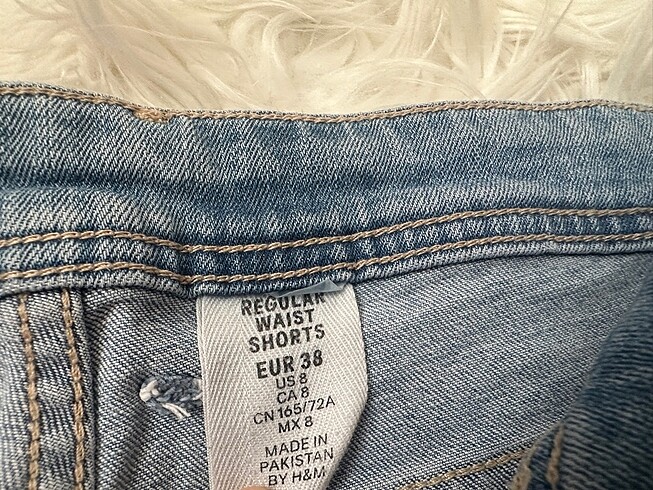 REGULAR
WAIST
SHORTS
EUR 38
US 8
CA 8
CN 165/72A
MX 8
MADE IN
PAKISTAN
BY H&M